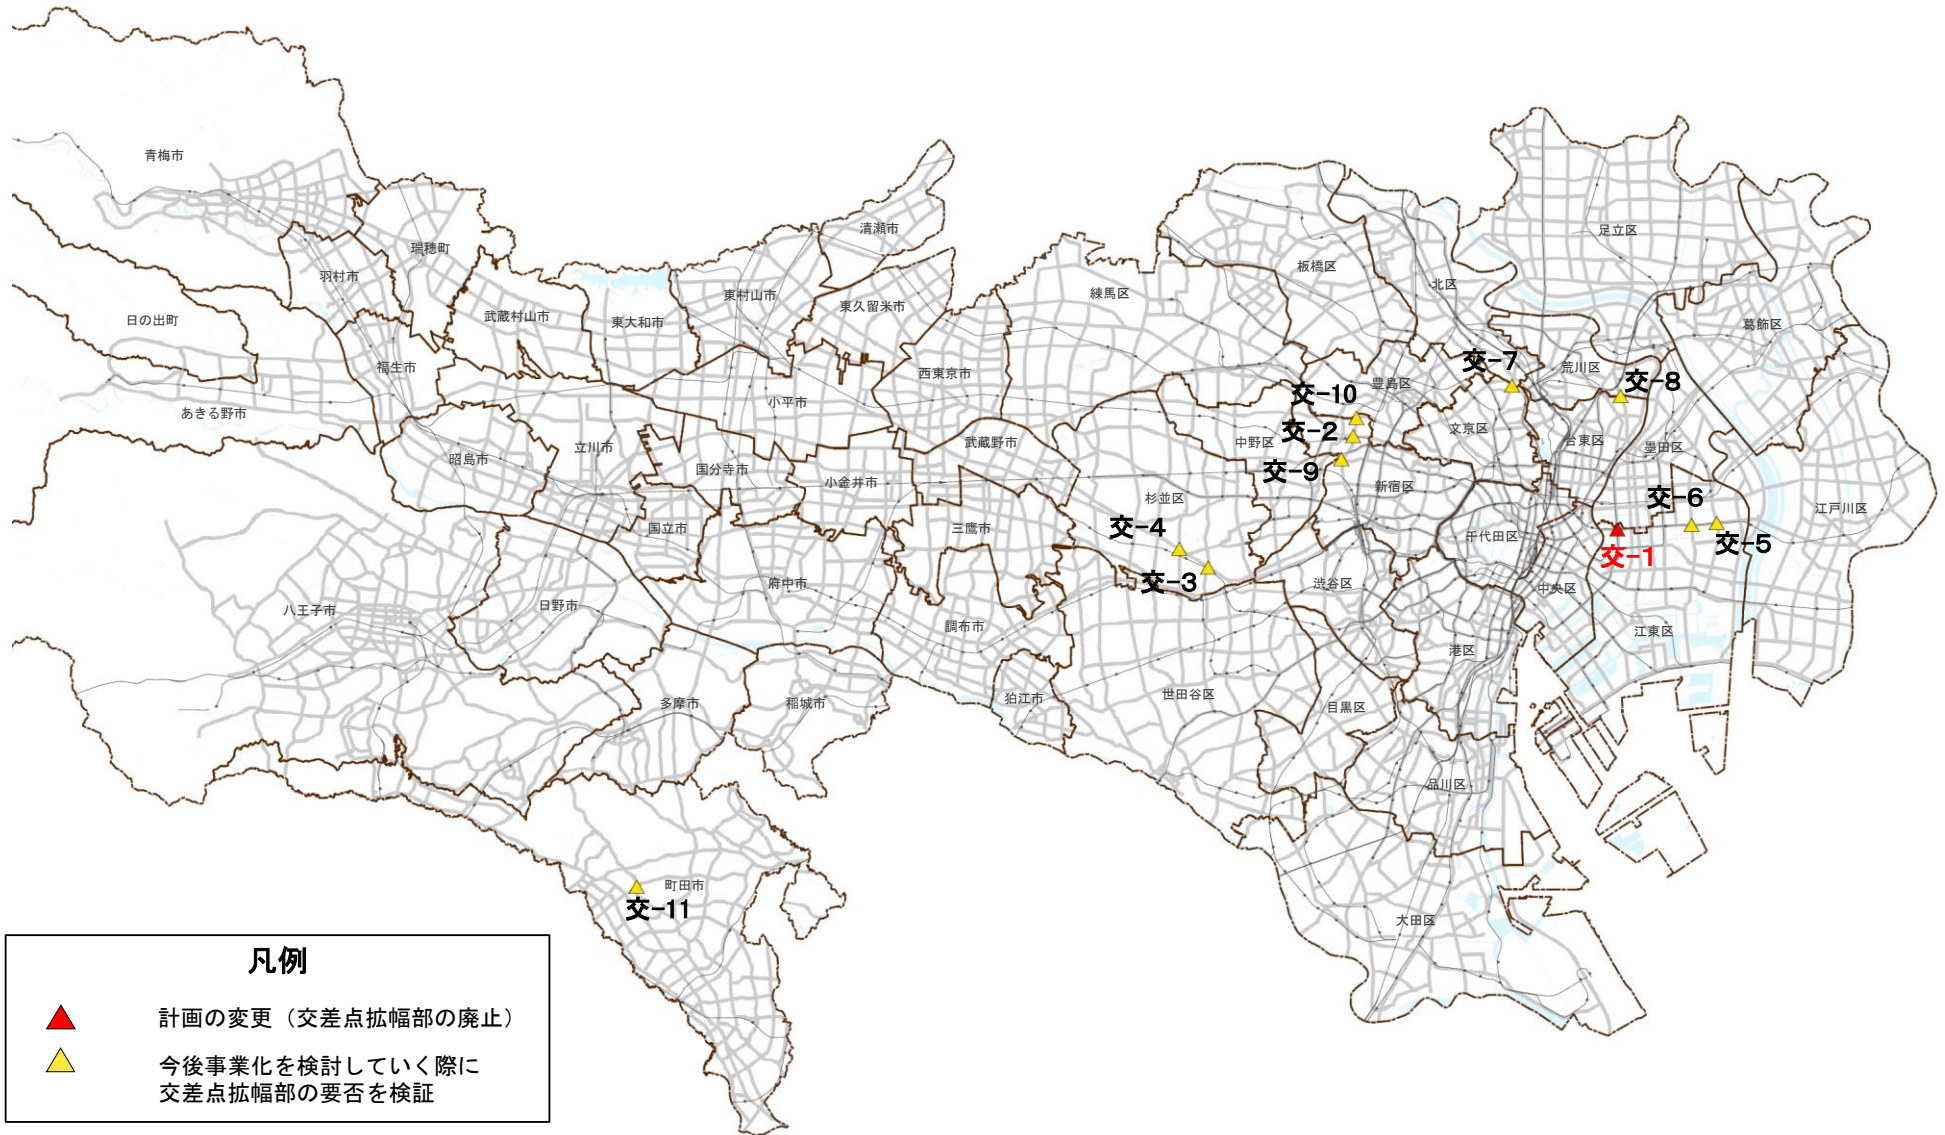 青梅市
瑞穂町
羽村市
日の出町
福生市
あきる野市
武蔵村山市
東大和市
東村山市
清瀬市
東久留米市
西東京市
小平市
立川市
昭島市
国分寺市
国立市
小金井市
武蔵野市
三鷹市
府中市
調布市
狛江市
八王子市
日野市
多摩市
稲城市
町田市
交-11
練馬区
板橋区
北区
足立区
葛飾区
荒川区
交-7
交-8
豊島区
交-10
交-2
中野区
交-9
文京区
台東区
墨田区
新宿区
杉並区
交-4
交-3
交-6
交-5
交-1
江戸川区
千代田区
渋谷区
中央区
江東区
港区
世田谷区
目黒区
品川区
大田区
凡例
計画の変更（交差点拡幅部の廃止）
今後事業化を検討していく際に
交差点拡幅部の要否を検証